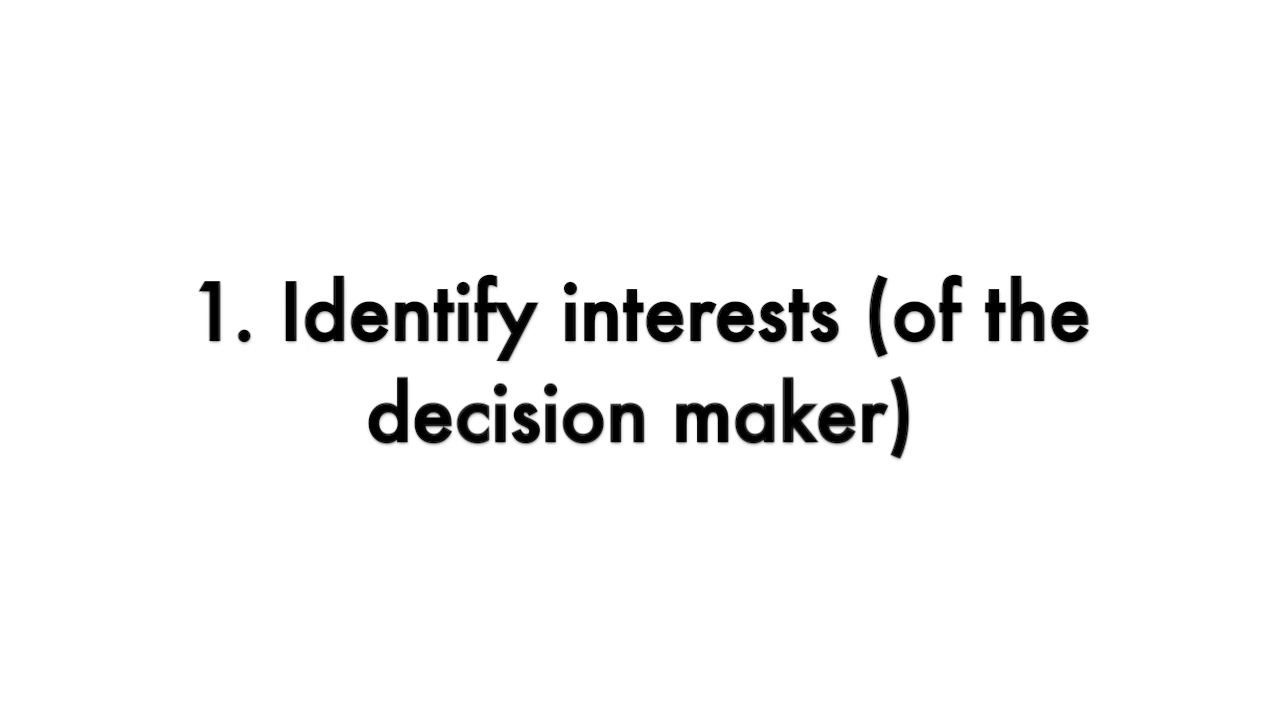 1. Identify interests (of the
decision maker)